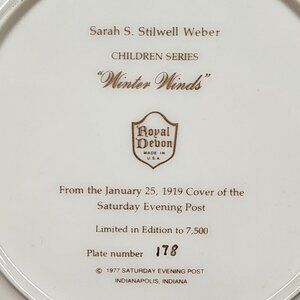 Sarah S. Stilwell Weber
CHILDREN SERIES
"Winter Winds"
Royal
Devon
MADE IN
U.S.A
From the January 25, 1919 Cover of the
Saturday Evening Post
Limited in Edition to 7,500
Plate number 178
© 1977 SATURDAY EVENING POST
INDIANAPOLIS, INDIANA